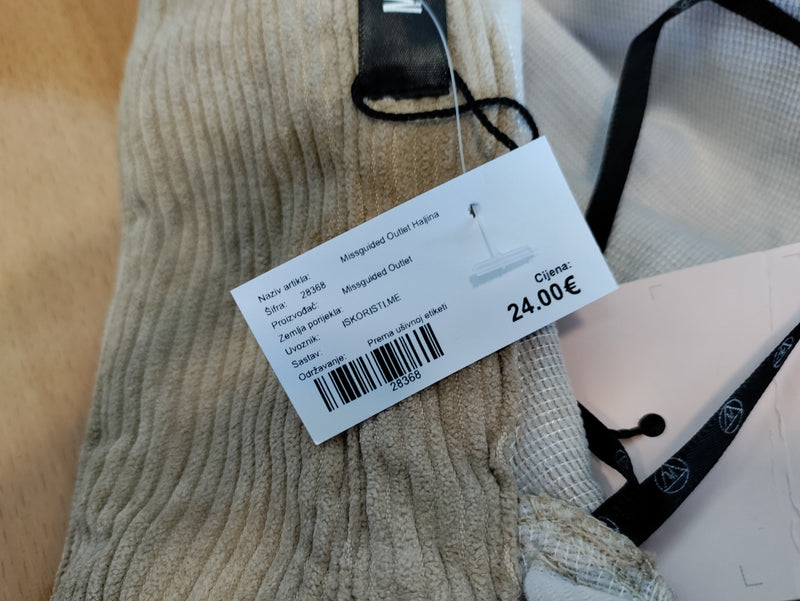 M
Naziv artikla: Missguided Outlet Haljina
Šifra: 28368
Proizvođač: Missguided Outlet
Zemlja porijekla:
Uvoznik: ISKORISTI.ME
Sastav:
Održavanje: Prema ušivnoj etiketi
28368
Cijena:
24.00€